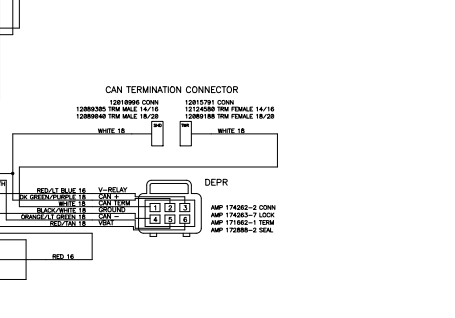 CAN TERMINATION CONNECTOR
12010996 CONN
12089305 TRM MALE 14/16
12089040 TRM MALE 18/20
12015791 CONN
12124580 TRM FEMALE 14/16
12089188 TRM FEMALE 18/20
WHITE 18
WHITE 18
DEPR
RED/LT BLUE 16 V-RELAY
DK GREEN/PURPLE 18 CAN +
WHITE 18 CAN TERM
BLACK/WHITE 18 GROUND
ORANGE/LT GREEN 18 CAN -
RED/TAN 18 VBAT
1 2 3
4 5 6
AMP 174262-2 CONN
AMP 174263-7 LOCK
AMP 171662-1 TERM
AMP 172888-2 SEAL
RED 16